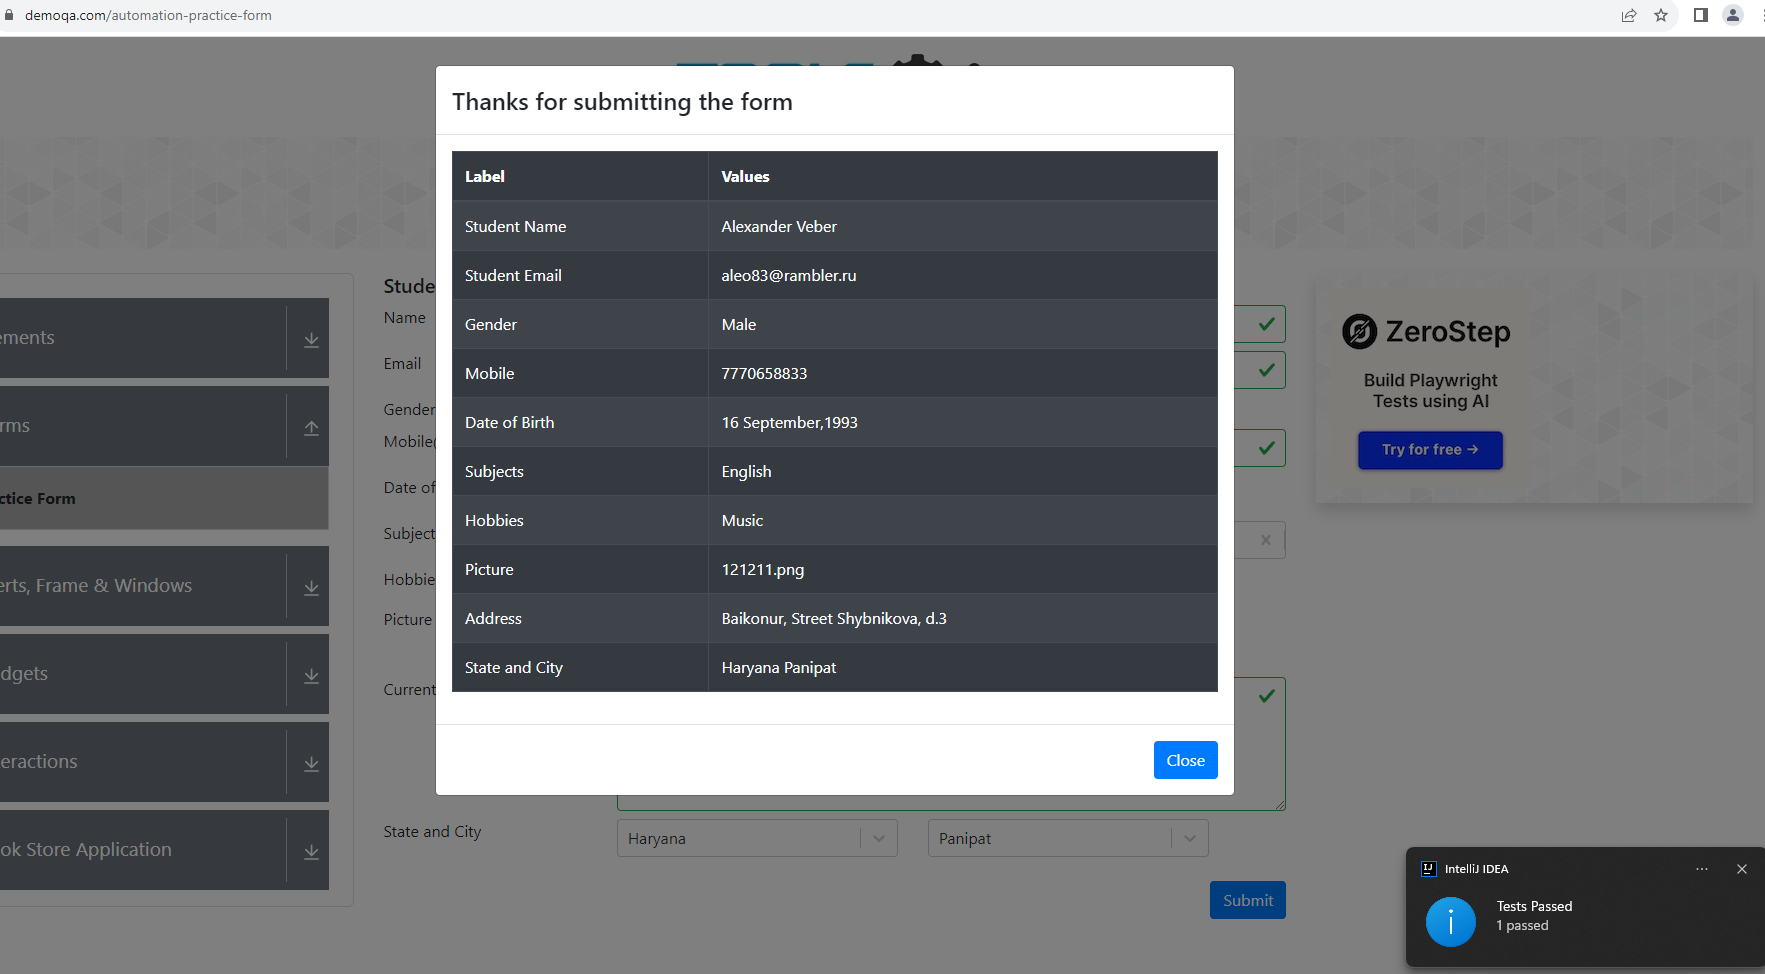 demoqa.com/automation-practice-form
Thanks for submitting the form
Label Values
Student Name Alexander Veber
Student Email aleo83@rambler.ru
Gender Male
Mobile 7770658833
Date of Birth 16 September,1993
Subjects English
Hobbies Music
Picture 121211.png
Address Baikonur, Street Shybnikova, d.3
State and City Haryana Panipat
Close
ements
rms
ctice Form
erts, Frame & Windows
dgets
eractions
ok Store Application
Stude
Name
Email
Gender
Mobile(
Date of
Subject
Hobbie
Picture
Current
State and City Haryana Panipat
Submit
ZeroStep
Build Playwright
Tests using AI
Try for free →
IJ IntelliJ IDEA
Tests Passed
1 passed